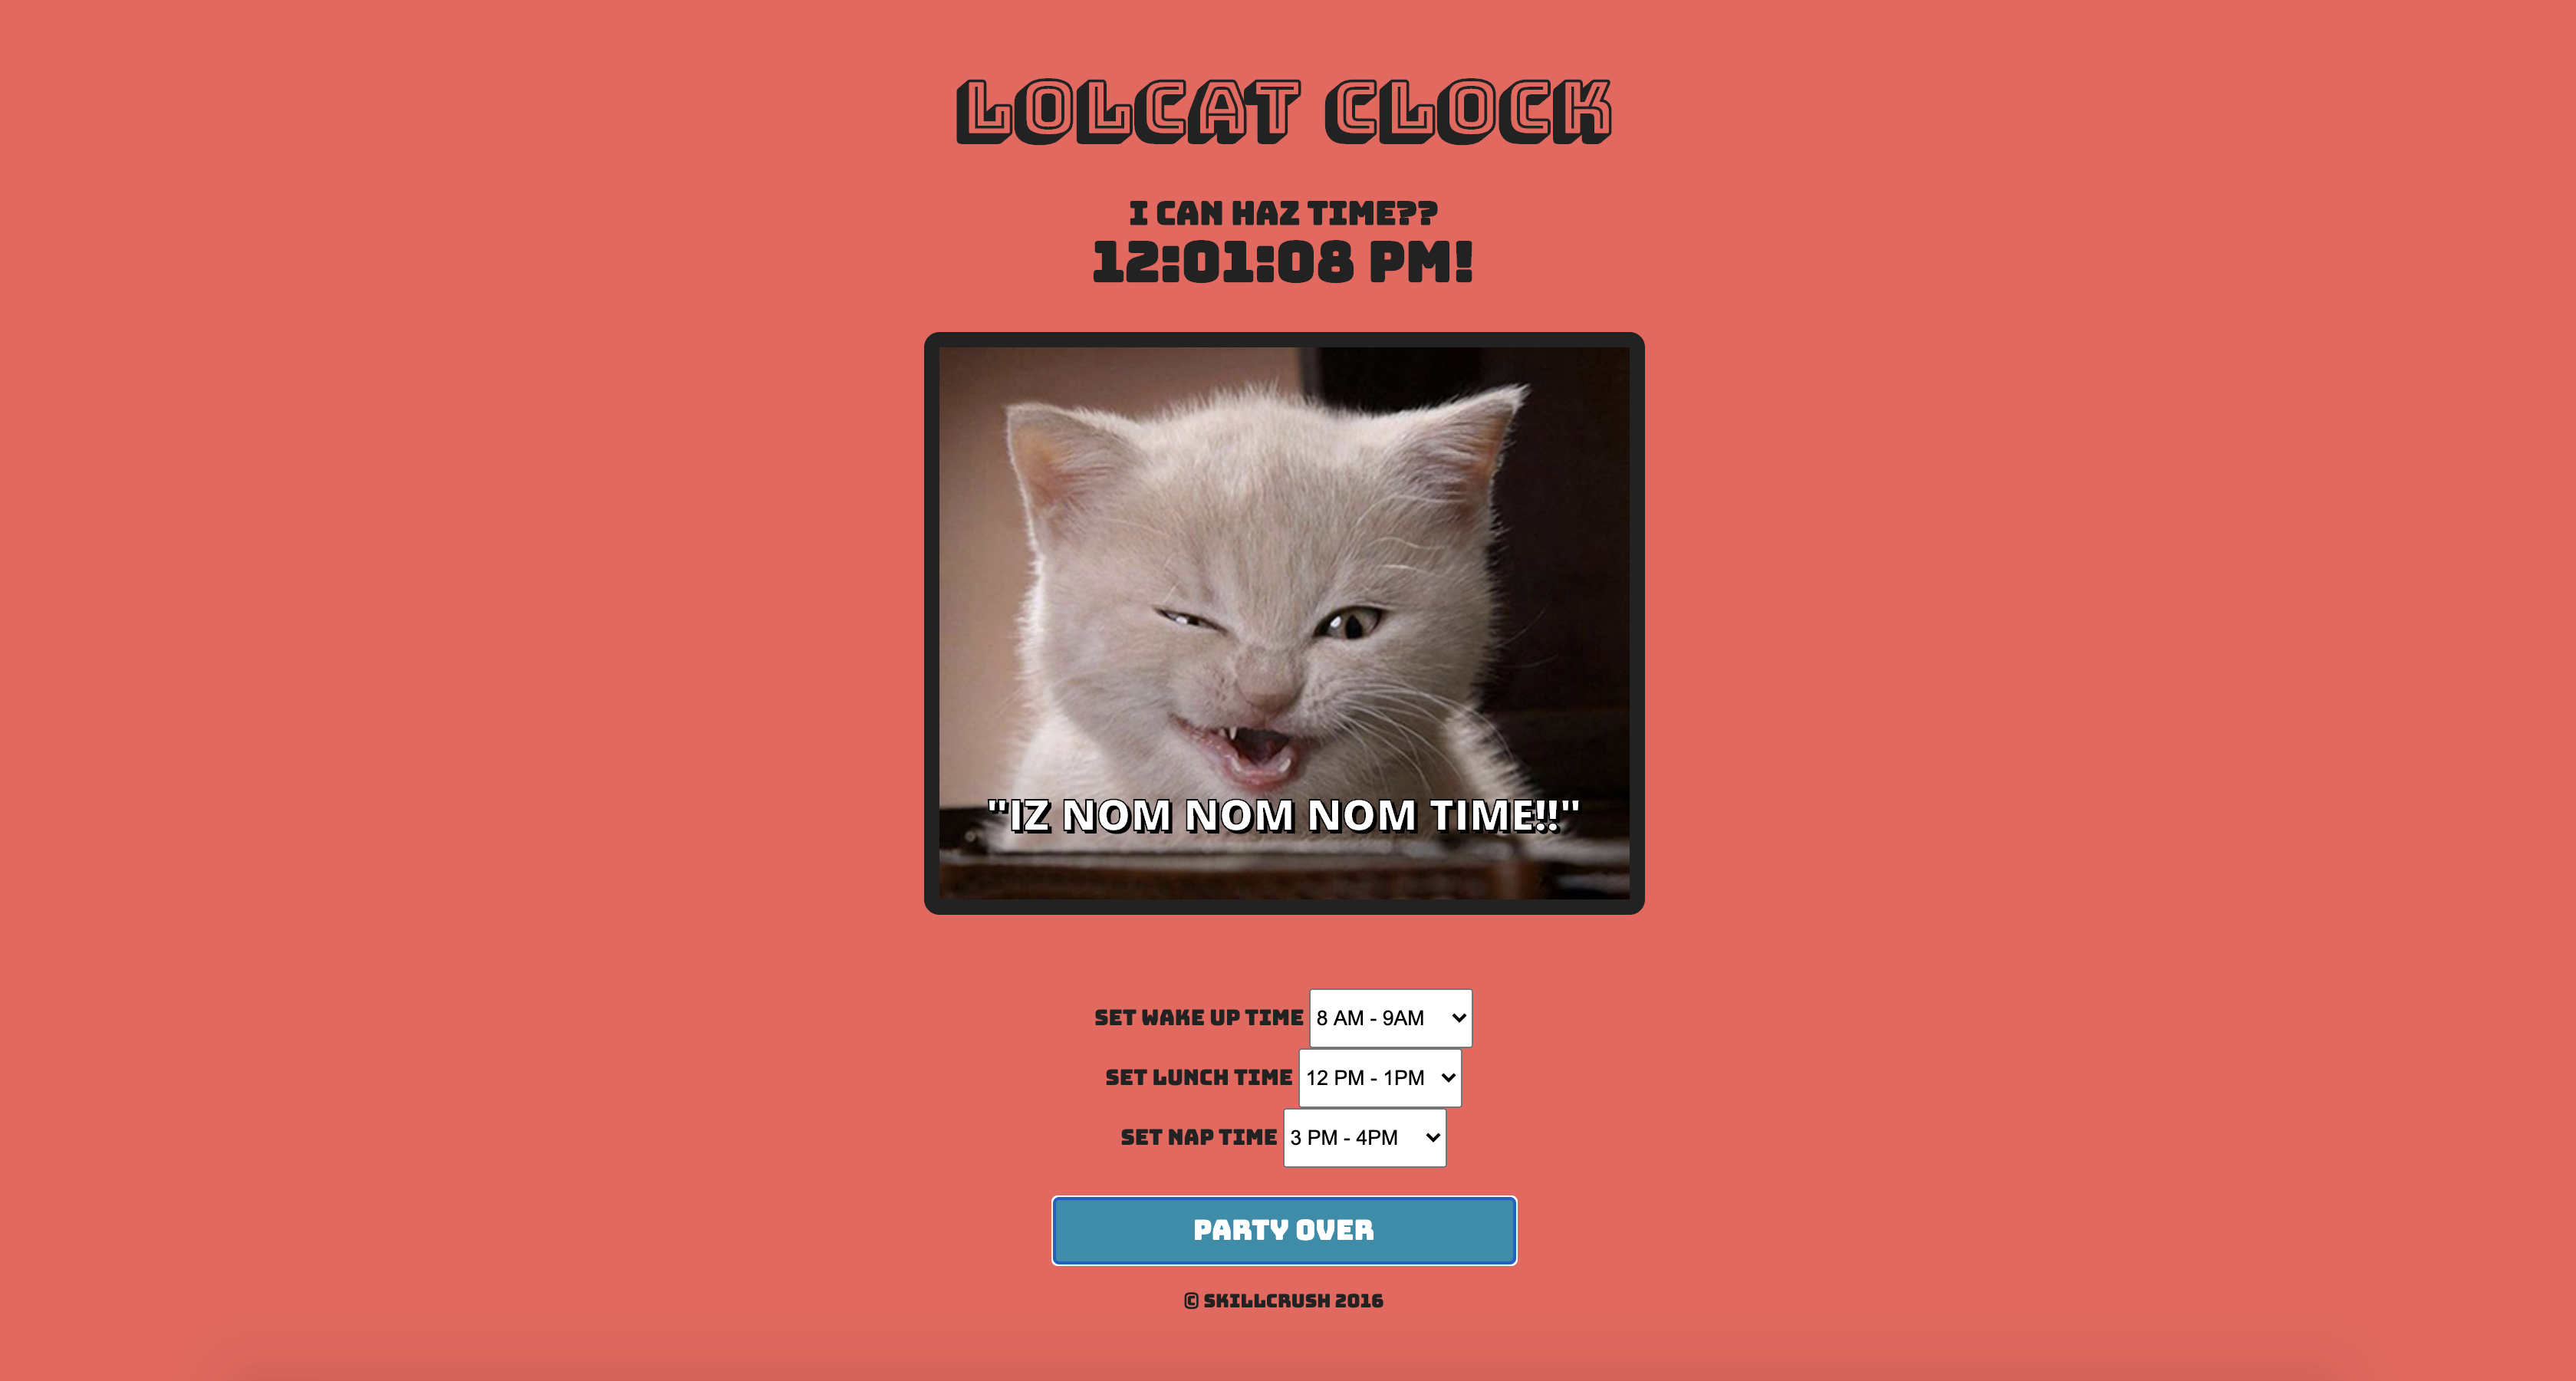 LOLCAT CLOCK
I CAN HAZ TIME??
12:01:08 PM!
"IZ NOM NOM NOM TIME!!"
SET WAKE UP TIME 8 AM - 9AM
SET LUNCH TIME 12 PM - 1PM
SET NAP TIME 3 PM - 4PM
PARTY OVER
© SKILLCRUSH 2016